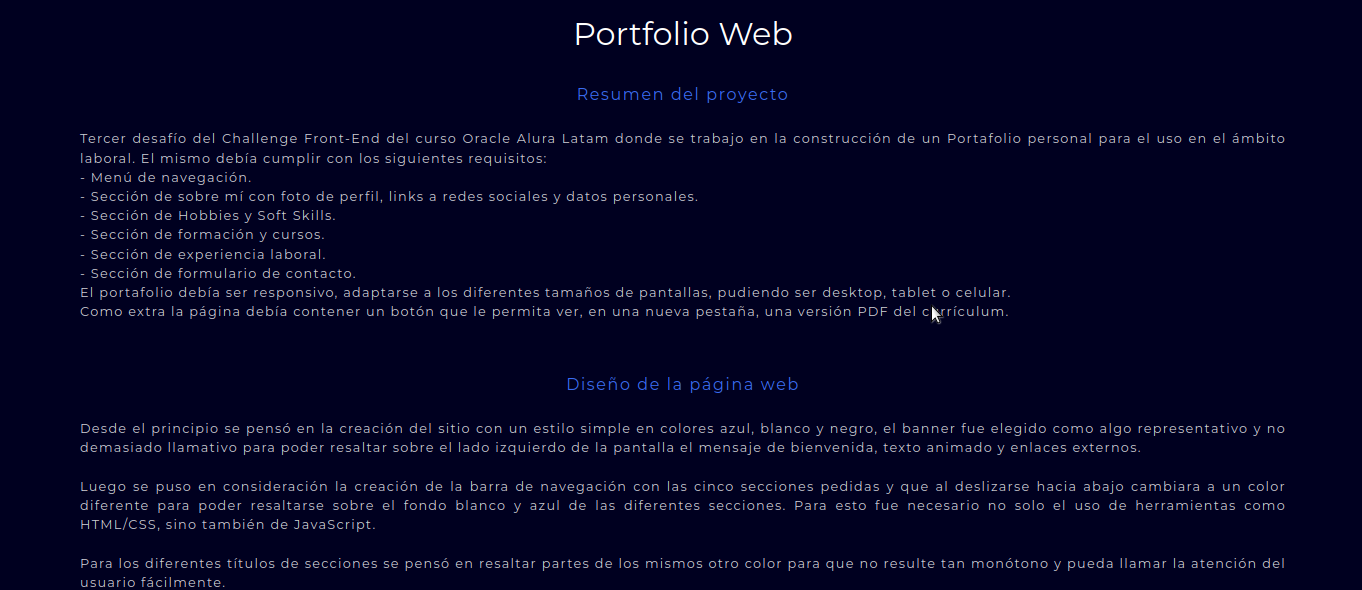 Portfolio Web
Resumen del proyecto
Tercer desafío del Challenge Front-End del curso Oracle Alura Latam donde se trabajo en la construcción de un Portafolio personal para el uso en el ámbito
laboral. El mismo debía cumplir con los siguientes requisitos:
- Menú de navegación.
- Sección de sobre mí con foto de perfil, links a redes sociales y datos personales.
- Sección de Hobbies y Soft Skills.
- Sección de formación y cursos.
- Sección de experiencia laboral.
- Sección de formulario de contacto.
El portafolio debía ser responsivo, adaptarse a los diferentes tamaños de pantallas, pudiendo ser desktop, tablet o celular.
Como extra la página debía contener un botón que le permita ver, en una nueva pestaña, una versión PDF del currículum.
Diseño de la página web
Desde el principio se pensó en la creación del sitio con un estilo simple en colores azul, blanco y negro, el banner fue elegido como algo representativo y no
demasiado llamativo para poder resaltar sobre el lado izquierdo de la pantalla el mensaje de bienvenida, texto animado y enlaces externos.
Luego se puso en consideración la creación de la barra de navegación con las cinco secciones pedidas y que al deslizarse hacia abajo cambiara a un color
diferente para poder resaltarse sobre el fondo blanco y azul de las diferentes secciones. Para esto fue necesario no solo el uso de herramientas como
HTML/CSS, sino también de JavaScript.
Para los diferentes títulos de secciones se pensó en resaltar partes de los mismos otro color para que no resulte tan monótono y pueda llamar la atención del
usuario fácilmente.